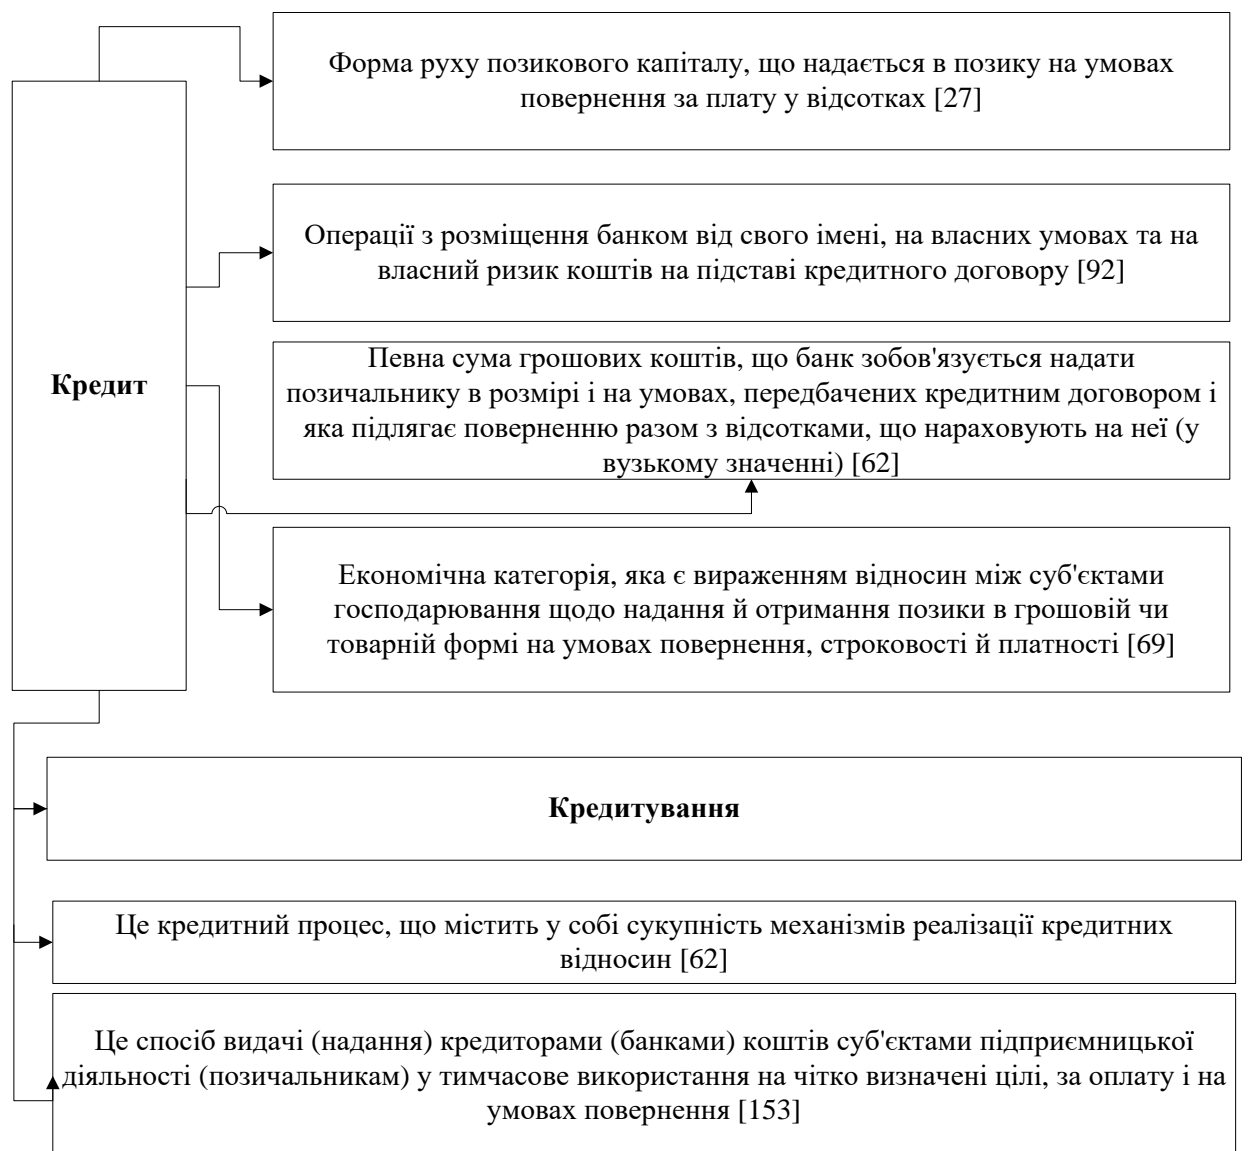 Форма руху позикового капіталу, що надається в позику на умовах
повернення за плату у відсотках [27]
Операції з розміщення банком від свого імені, на власних умовах та на
власний ризик коштів на підставі кредитного договору [92]
Кредит
Певна сума грошових коштів, що банк зобов'язується надати
позичальнику в розмірі і на умовах, передбачених кредитним договором і
яка підлягає поверненню разом з відсотками, що нараховують на неї (у
вузькому значенні) [62]
Економічна категорія, яка є вираженням відносин між суб'єктами
господарювання щодо надання й отримання позики в грошовій чи
товарній формі на умовах повернення, строковості й платності [69]
Кредитування
Це кредитний процес, що містить у собі сукупність механізмів реалізації кредитних
відносин [62]
Це спосіб видачі (надання) кредиторами (банками) коштів суб'єктами підприємницької
діяльності (позичальникам) у тимчасове використання на чітко визначені цілі, за оплату і на
умовах повернення [153]